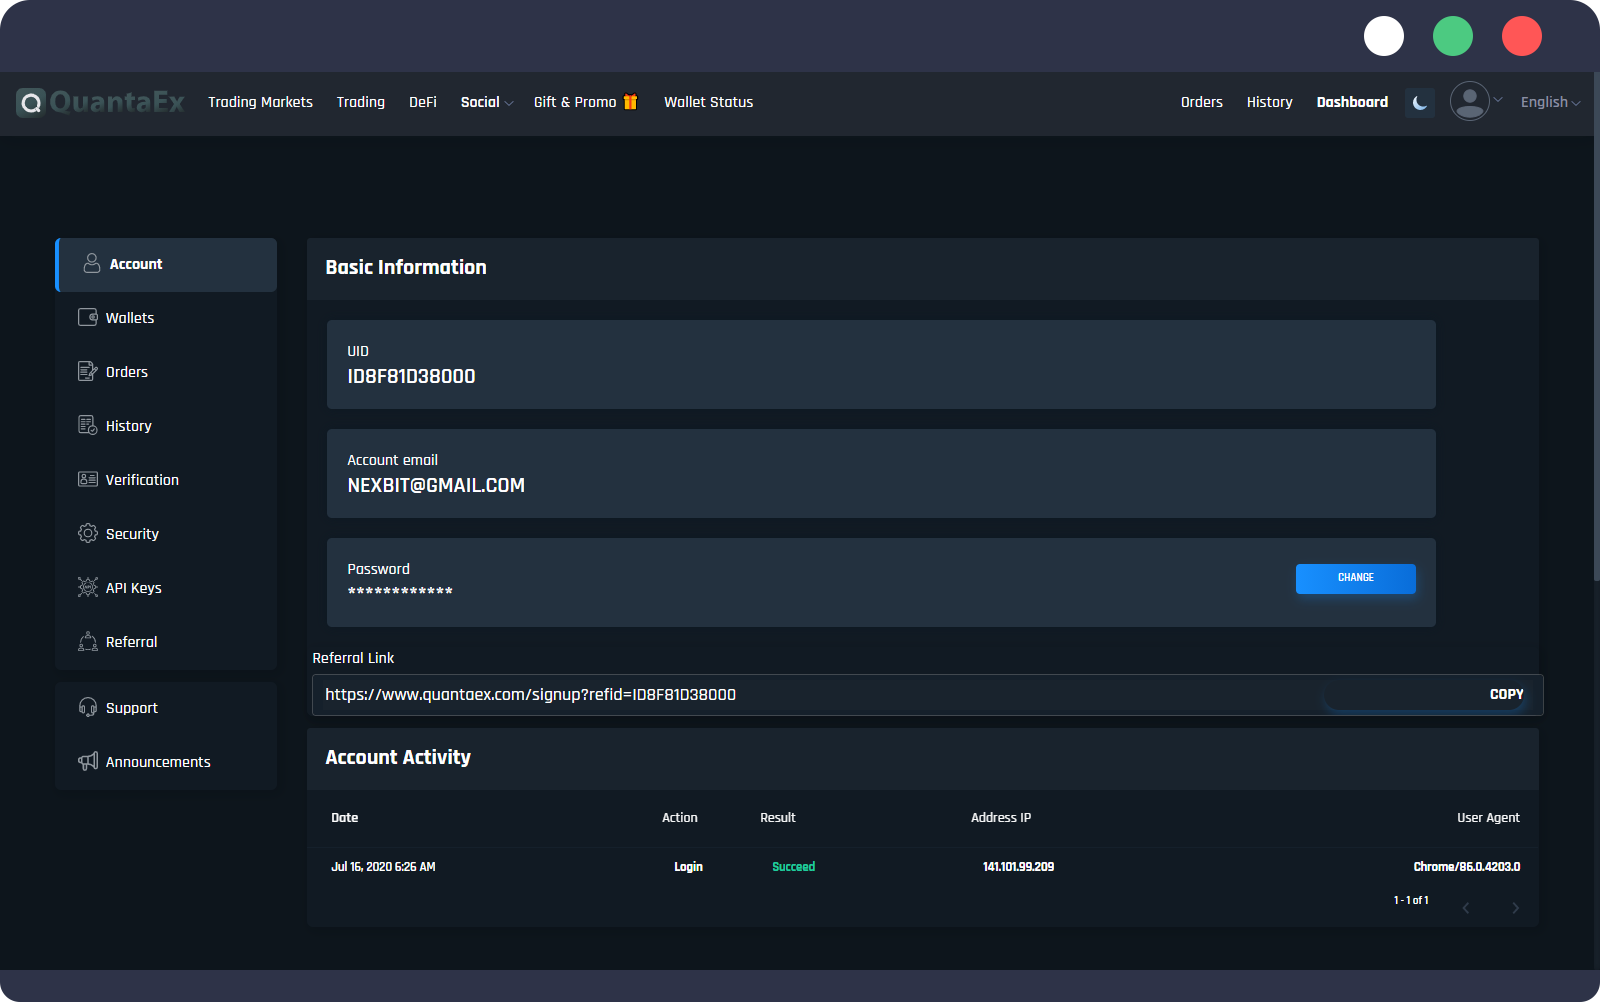 QuantaEx Trading Markets Trading DeFi Social Gift & Promo Wallet Status Orders History Dashboard English
Account
Wallets
Orders
History
Verification
Security
API Keys
Referral
Support
Announcements
Basic Information
UID
ID8F81D38000
Account email
NEXBIT@GMAIL.COM
Password
************
CHANGE
Referral Link
https://www.quantaex.com/signup?refid=ID8F81D38000 COPY
Account Activity
Date Action Result Address IP User Agent
Jul 16, 2020 6:26 AM Login Succeed 141.101.99.209 Chrome/86.0.4203.0
1 - 1 of 1